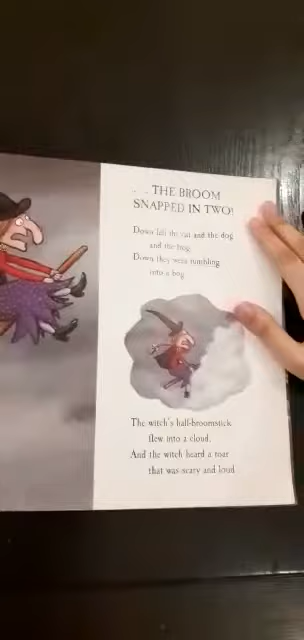 . . . THE BROOM
SNAPPED IN TWO!
Down fell the cat and the dog
and the frog.
Down they went tumbling
into a bog.
The witch's half-broomstick
flew into a cloud,
And the witch heard a roar
that was scary and loud